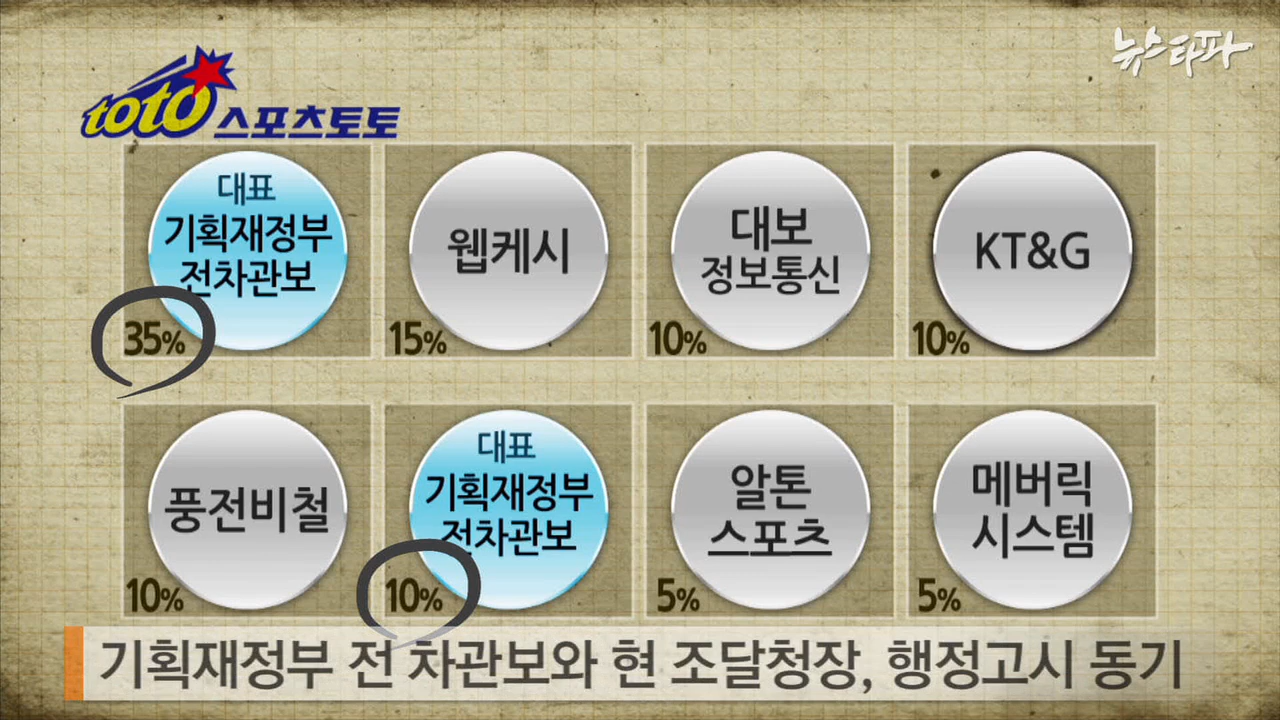 뉴스타파
toto 스포츠토토
대표
기획재정부
전차관보
35%
웹케시
15%
대보
정보통신
10%
KT&G
10%
풍전비철
10%
대표
기획재정부
전차관보
10%
알톤
스포츠
5%
메버릭
시스템
5%
기획재정부 전 차관보와 현 조달청장, 행정고시 동기